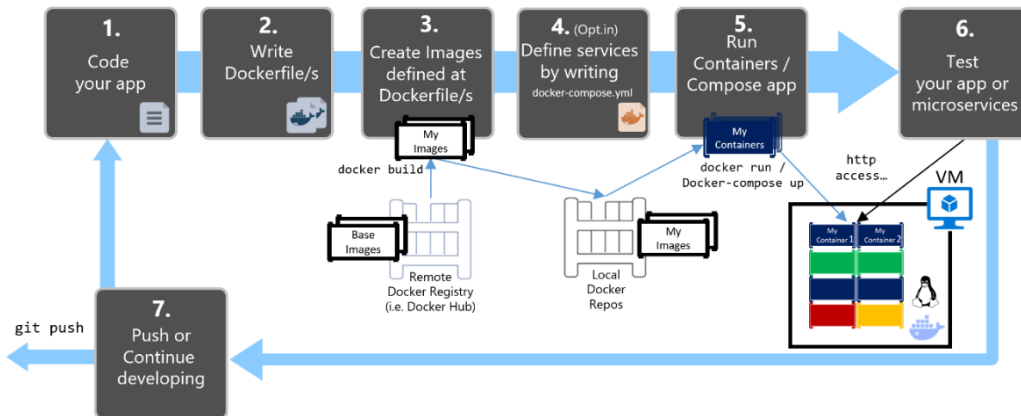 1.
Code
your app
2.
Write
Dockerfile/s
3.
Create Images
defined at
Dockerfile/s
My
Images
4. (Opt.in)
Define services
by writing
docker-compose.yml
5.
Run
Containers /
Compose app
My
Containers
6.
Test
your app or
microservices
docker build
docker run /
Docker-compose up
http
access…
VM
Base
Images
Remote
Docker Registry
(i.e. Docker Hub)
My
Images
Local
Docker
Repos
My
Container 1
My
Container 2
7.
Push or
Continue
developing
git push